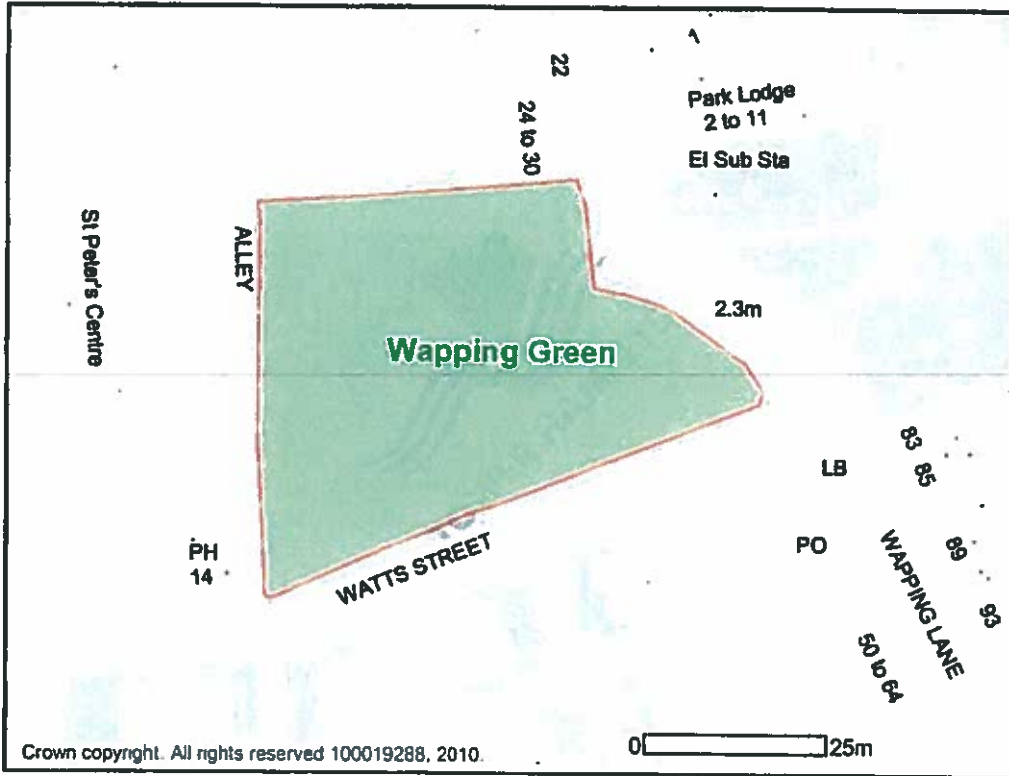 22
1
Park Lodge
2 to 11
24 to 30
El Sub Sta
St Peter's Centre
ALLEY
2.3m
Wapping Green
83
85
LB
PH
14
WATTS STREET
PO
89
WAPPING LANE
93
50 to 64
Crown copyright. All rights reserved 100019288, 2010.
0 25m